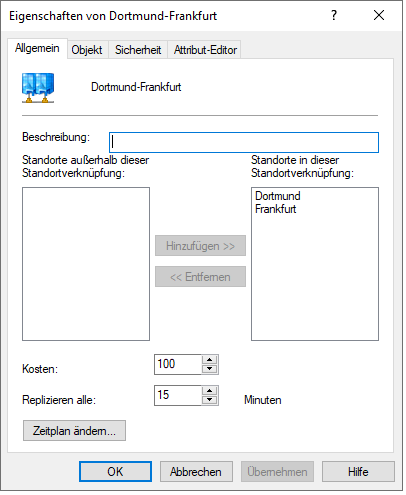 Eigenschaften von Dortmund-Frankfurt
? ×
Allgemein Objekt Sicherheit Attribut-Editor
Dortmund-Frankfurt
Beschreibung:
Standorte außerhalb dieser
Standortverknüpfung:
Standorte in dieser
Standortverknüpfung:
Dortmund
Frankfurt
Hinzufügen >>
<< Entfernen
Kosten: 100
Replizieren alle: 15 Minuten
Zeitplan ändern...
OK Abbrechen Übernehmen Hilfe